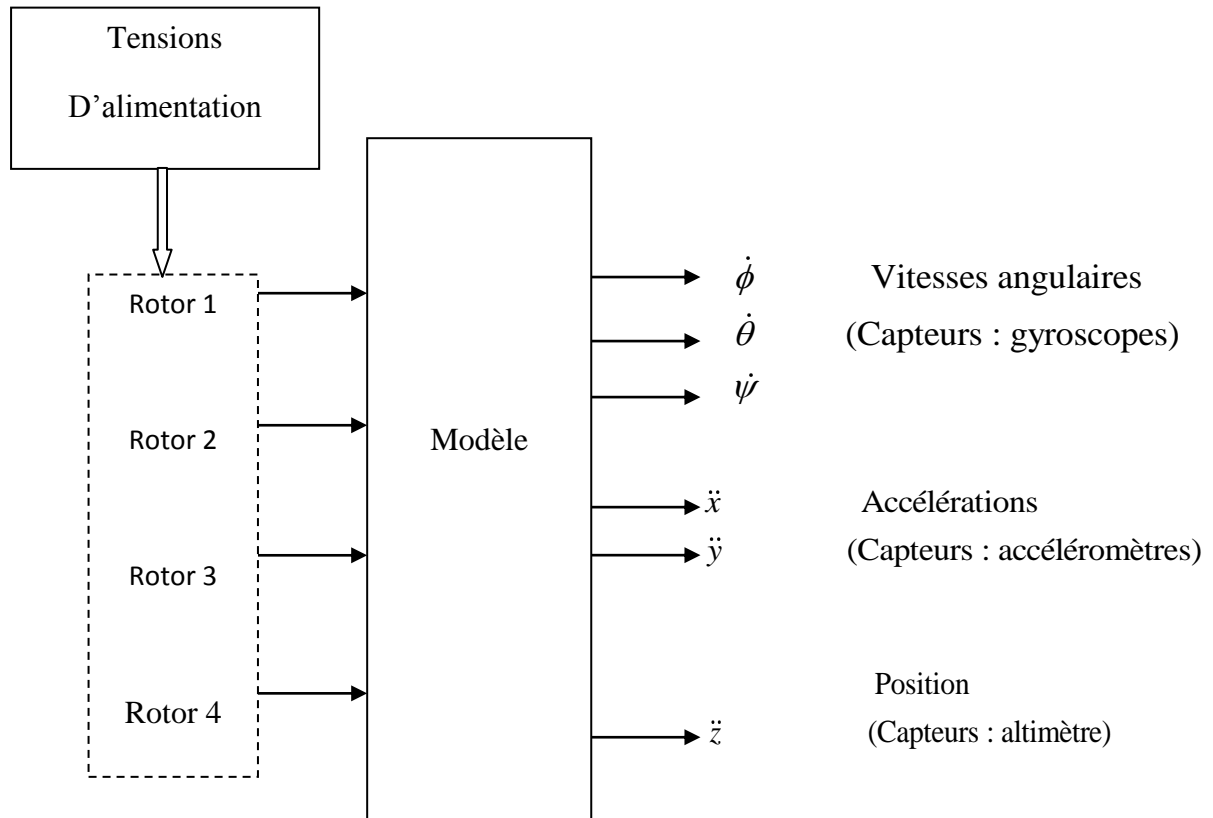 Tensions
D’alimentation
Rotor 1
Rotor 2
Rotor 3
Rotor 4
Modèle
ϕ̇ Vitesses angulaires
θ̇ (Capteurs : gyroscopes)
ψ̇
ẍ Accélérations
ÿ (Capteurs : accéléromètres)
Position
z̈ (Capteurs : altimètre)